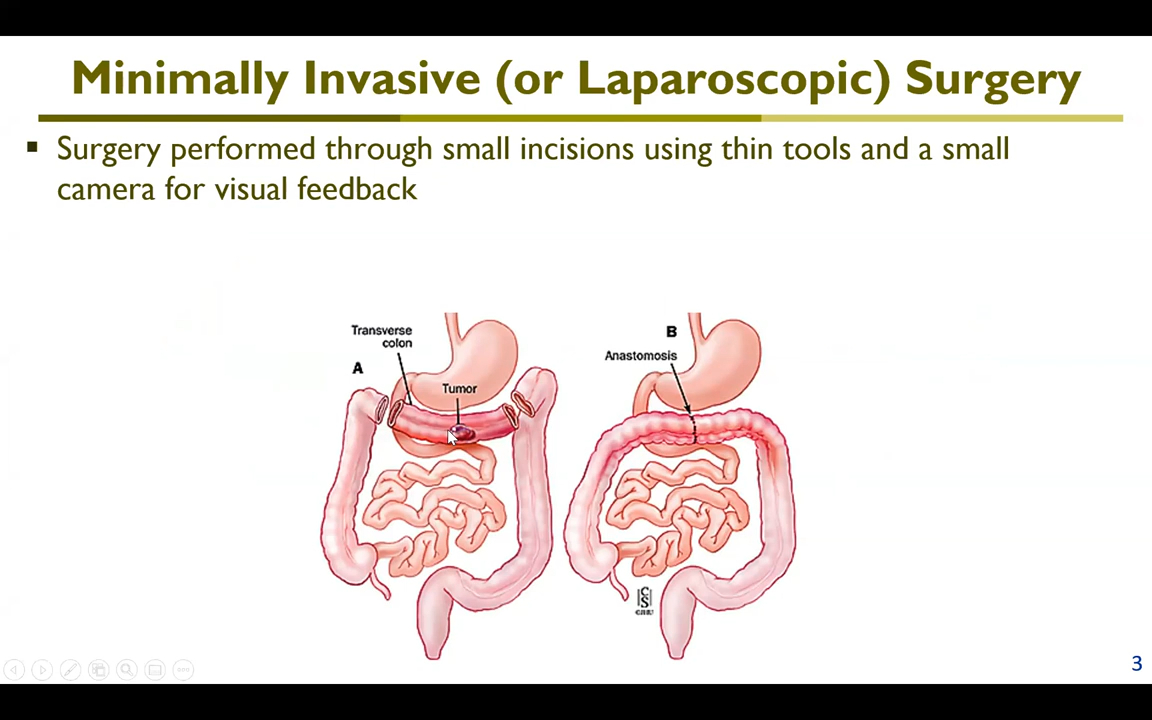 Minimally Invasive (or Laparoscopic) Surgery
Surgery performed through small incisions using thin tools and a small
camera for visual feedback
Transverse
colon
A
Tumor
B
Anastomosis
3